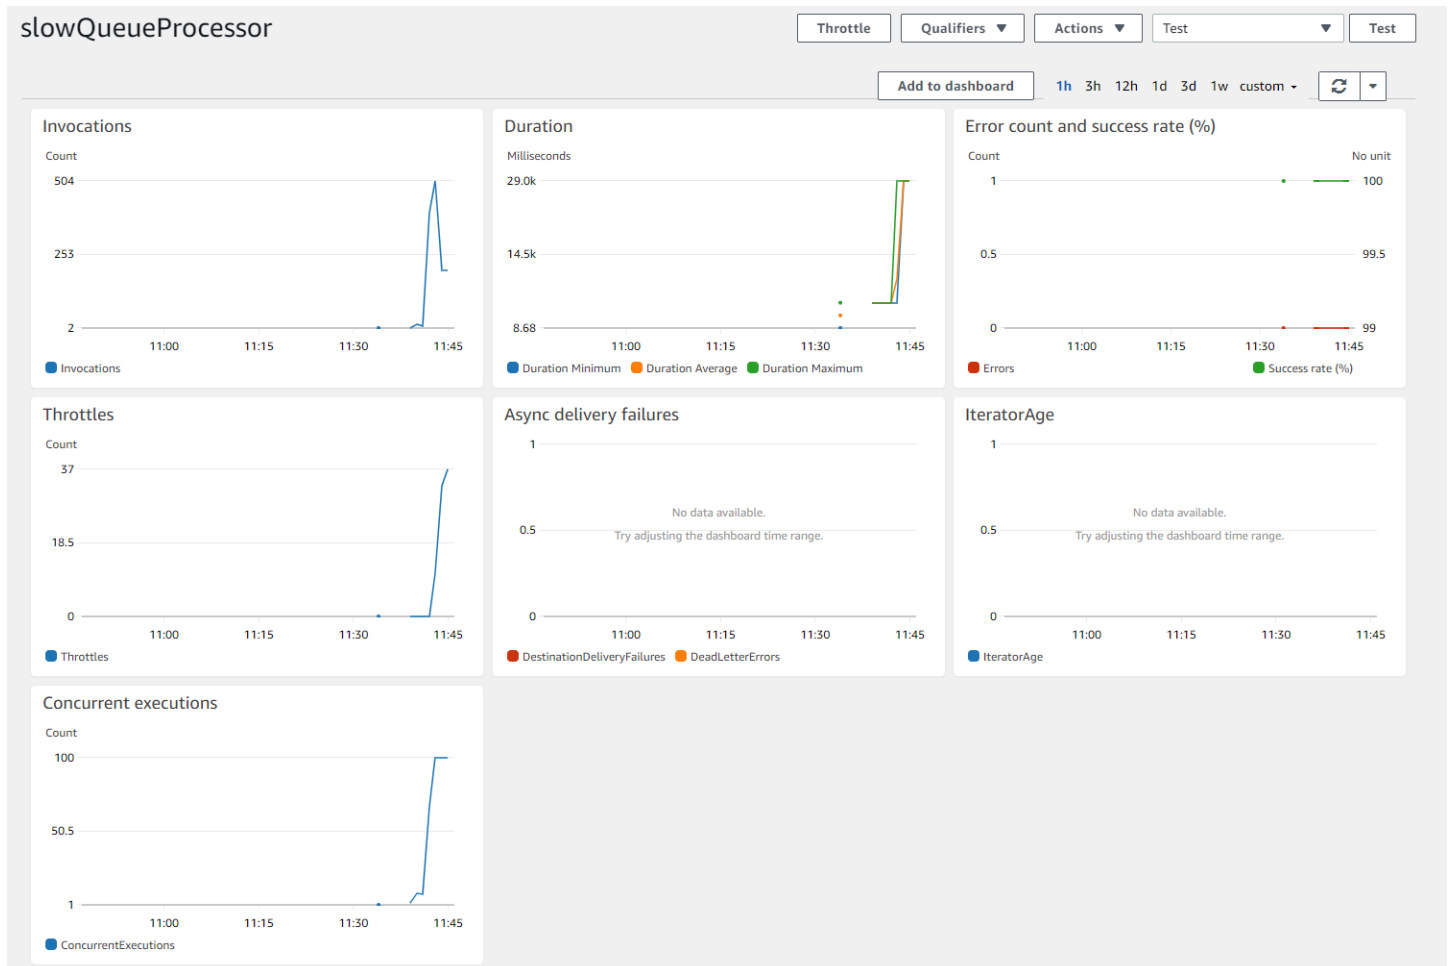 slowQueueProcessor
Throttle Qualifiers Actions Test Test
Add to dashboard 1h 3h 12h 1d 3d 1w custom
Invocations
Count
504
253
2
11:00 11:15 11:30 11:45
Invocations
Duration
Milliseconds
29.0k
14.5k
8.68
11:00 11:15 11:30 11:45
Duration Minimum Duration Average Duration Maximum
Error count and success rate (%)
Count No unit
1 100
0.5 99.5
0 99
11:00 11:15 11:30 11:45
Errors Success rate (%)
Throttles
Count
37
18.5
0
11:00 11:15 11:30 11:45
Throttles
Async delivery failures
1
No data available.
0.5
Try adjusting the dashboard time range.
0
11:00 11:15 11:30 11:45
DestinationDeliveryFailures DeadLetterErrors
IteratorAge
1
No data available.
0.5
Try adjusting the dashboard time range.
0
11:00 11:15 11:30 11:45
IteratorAge
Concurrent executions
Count
100
50.5
1
11:00 11:15 11:30 11:45
ConcurrentExecutions